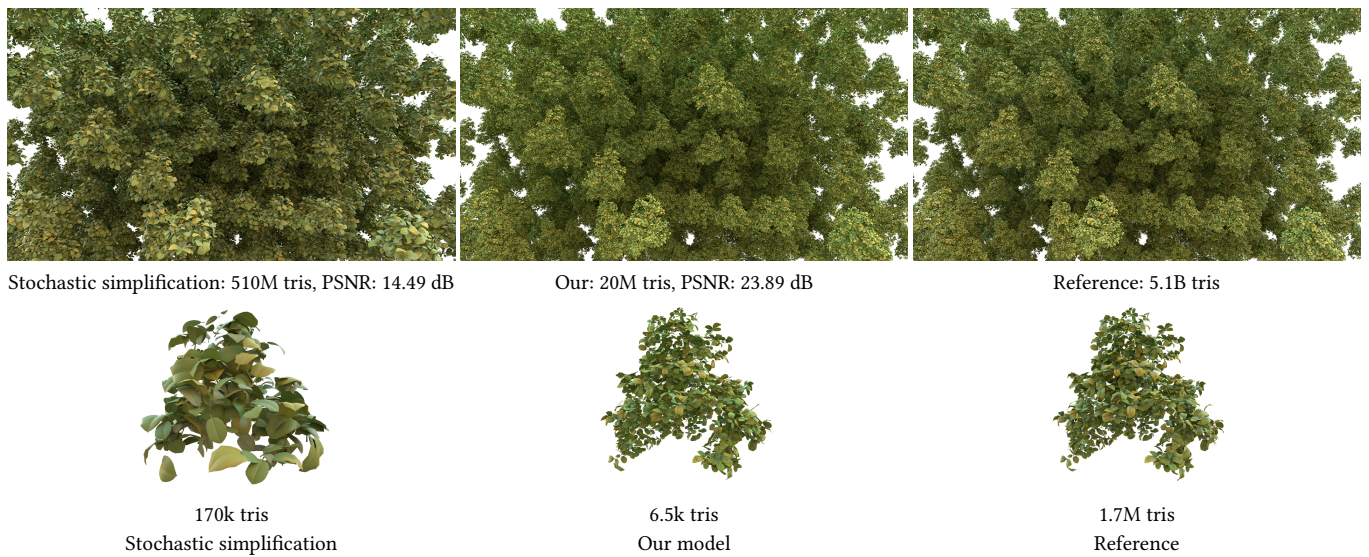 Stochastic simplification: 510M tris, PSNR: 14.49 dB
Our: 20M tris, PSNR: 23.89 dB
Reference: 5.1B tris
170k tris
6.5k tris
1.7M tris
Stochastic simplification
Our model
Reference